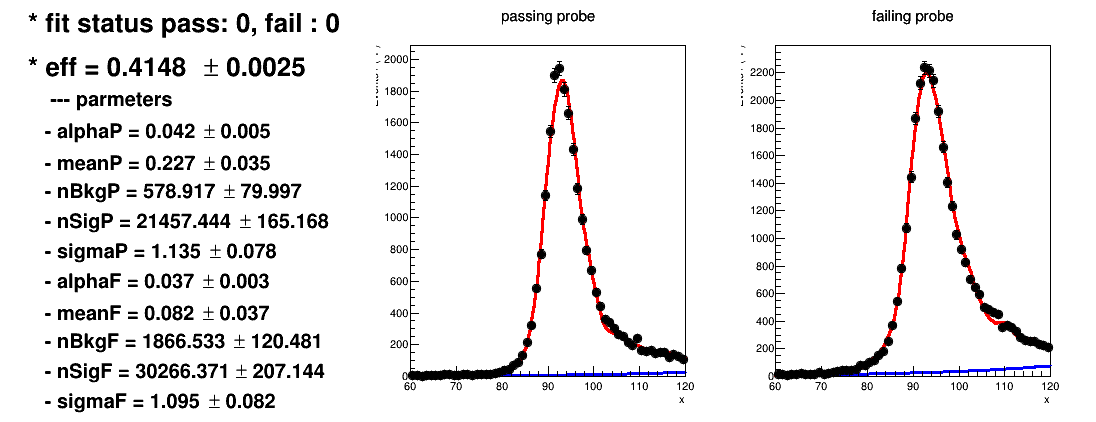 * fit status pass: 0, fail : 0
* eff = 0.4148 ± 0.0025
--- parmeters
- alphaP = 0.042 ± 0.005
- meanP = 0.227 ± 0.035
- nBkgP = 578.917 ± 79.997
- nSigP = 21457.444 ± 165.168
- sigmaP = 1.135 ± 0.078
- alphaF = 0.037 ± 0.003
- meanF = 0.082 ± 0.037
- nBkgF = 1866.533 ± 120.481
- nSigF = 30266.371 ± 207.144
- sigmaF = 1.095 ± 0.082
passing probe
2000
1800
1600
1400
1200
1000
800
600
400
200
0
60 70 80 90 100 110 120
x
failing probe
2200
2000
1800
1600
1400
1200
1000
800
600
400
200
0
60 70 80 90 100 110 120
x